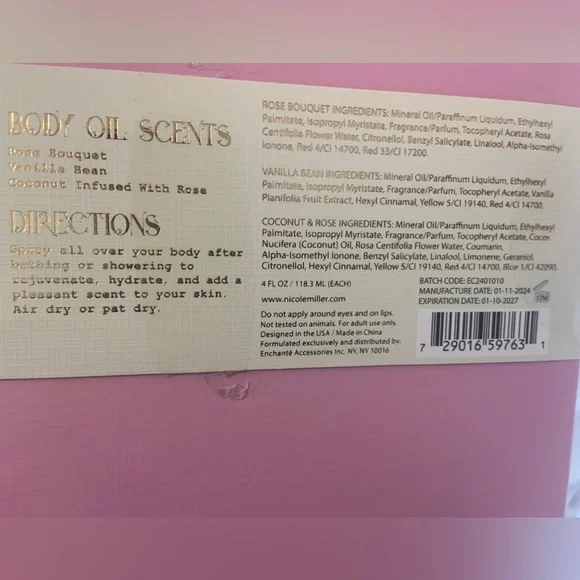 BODY OIL SCENTS
Rose Bouquet
Vanilla Bean
Coconut Infused With Rose
DIRECTIONS
Spray all over your body after
bathing or showering to
rejuvenate, hydrate, and add a
pleasant scent to your skin.
Air dry or pat dry.
ROSE BOUQUET INGREDIENTS: Mineral Oil/Paraffinum Liquidum, Ethylhexyl
Palmitate, Isopropyl Myristate, Fragrance/Parfum, Tocopheryl Acetate, Rosa
Centifolia Flower Water, Citronellol, Benzyl Salicylate, Linalool, Alpha-Isomethyl
Ionone, Red 4/CI 14700, Red 33/CI 17200.
VANILLA BEAN INGREDIENTS: Mineral Oil/Paraffinum Liquidum, Ethylhexyl
Palmitate, Isopropyl Myristate, Fragrance/Parfum, Tocopheryl Acetate, Vanilla
Planifolia Fruit Extract, Hexyl Cinnamal, Yellow 5/CI 19140, Red 4/CI 14700.
COCONUT & ROSE INGREDIENTS: Mineral Oil/Paraffinum Liquidum, Ethylhexyl
Palmitate, Isopropyl Myristate, Fragrance/Parfum, Tocopheryl Acetate, Cocos
Nucifera (Coconut) Oil, Rosa Centifolia Flower Water, Coumarin,
Alpha-Isomethyl Ionone, Benzyl Salicylate, Linalool, Limonene, Geraniol,
Citronellol, Hexyl Cinnamal, Yellow 5/CI 19140, Red 4/CI 14700, Blue 1/CI 42090.
4 FL OZ / 118.3 ML (EACH)
www.nicolemiller.com
Do not apply around eyes and on lips.
Not tested on animals. For adult use only.
Designed in the USA / Made in China
Formulated exclusively and distributed by:
Enchanté Accessories Inc. NY, NY 10016
BATCH CODE: EC2401010
MANUFACTURE DATE: 01-11-2024
EXPIRATION DATE: 01-10-2027
12M
7 29016 59763 1